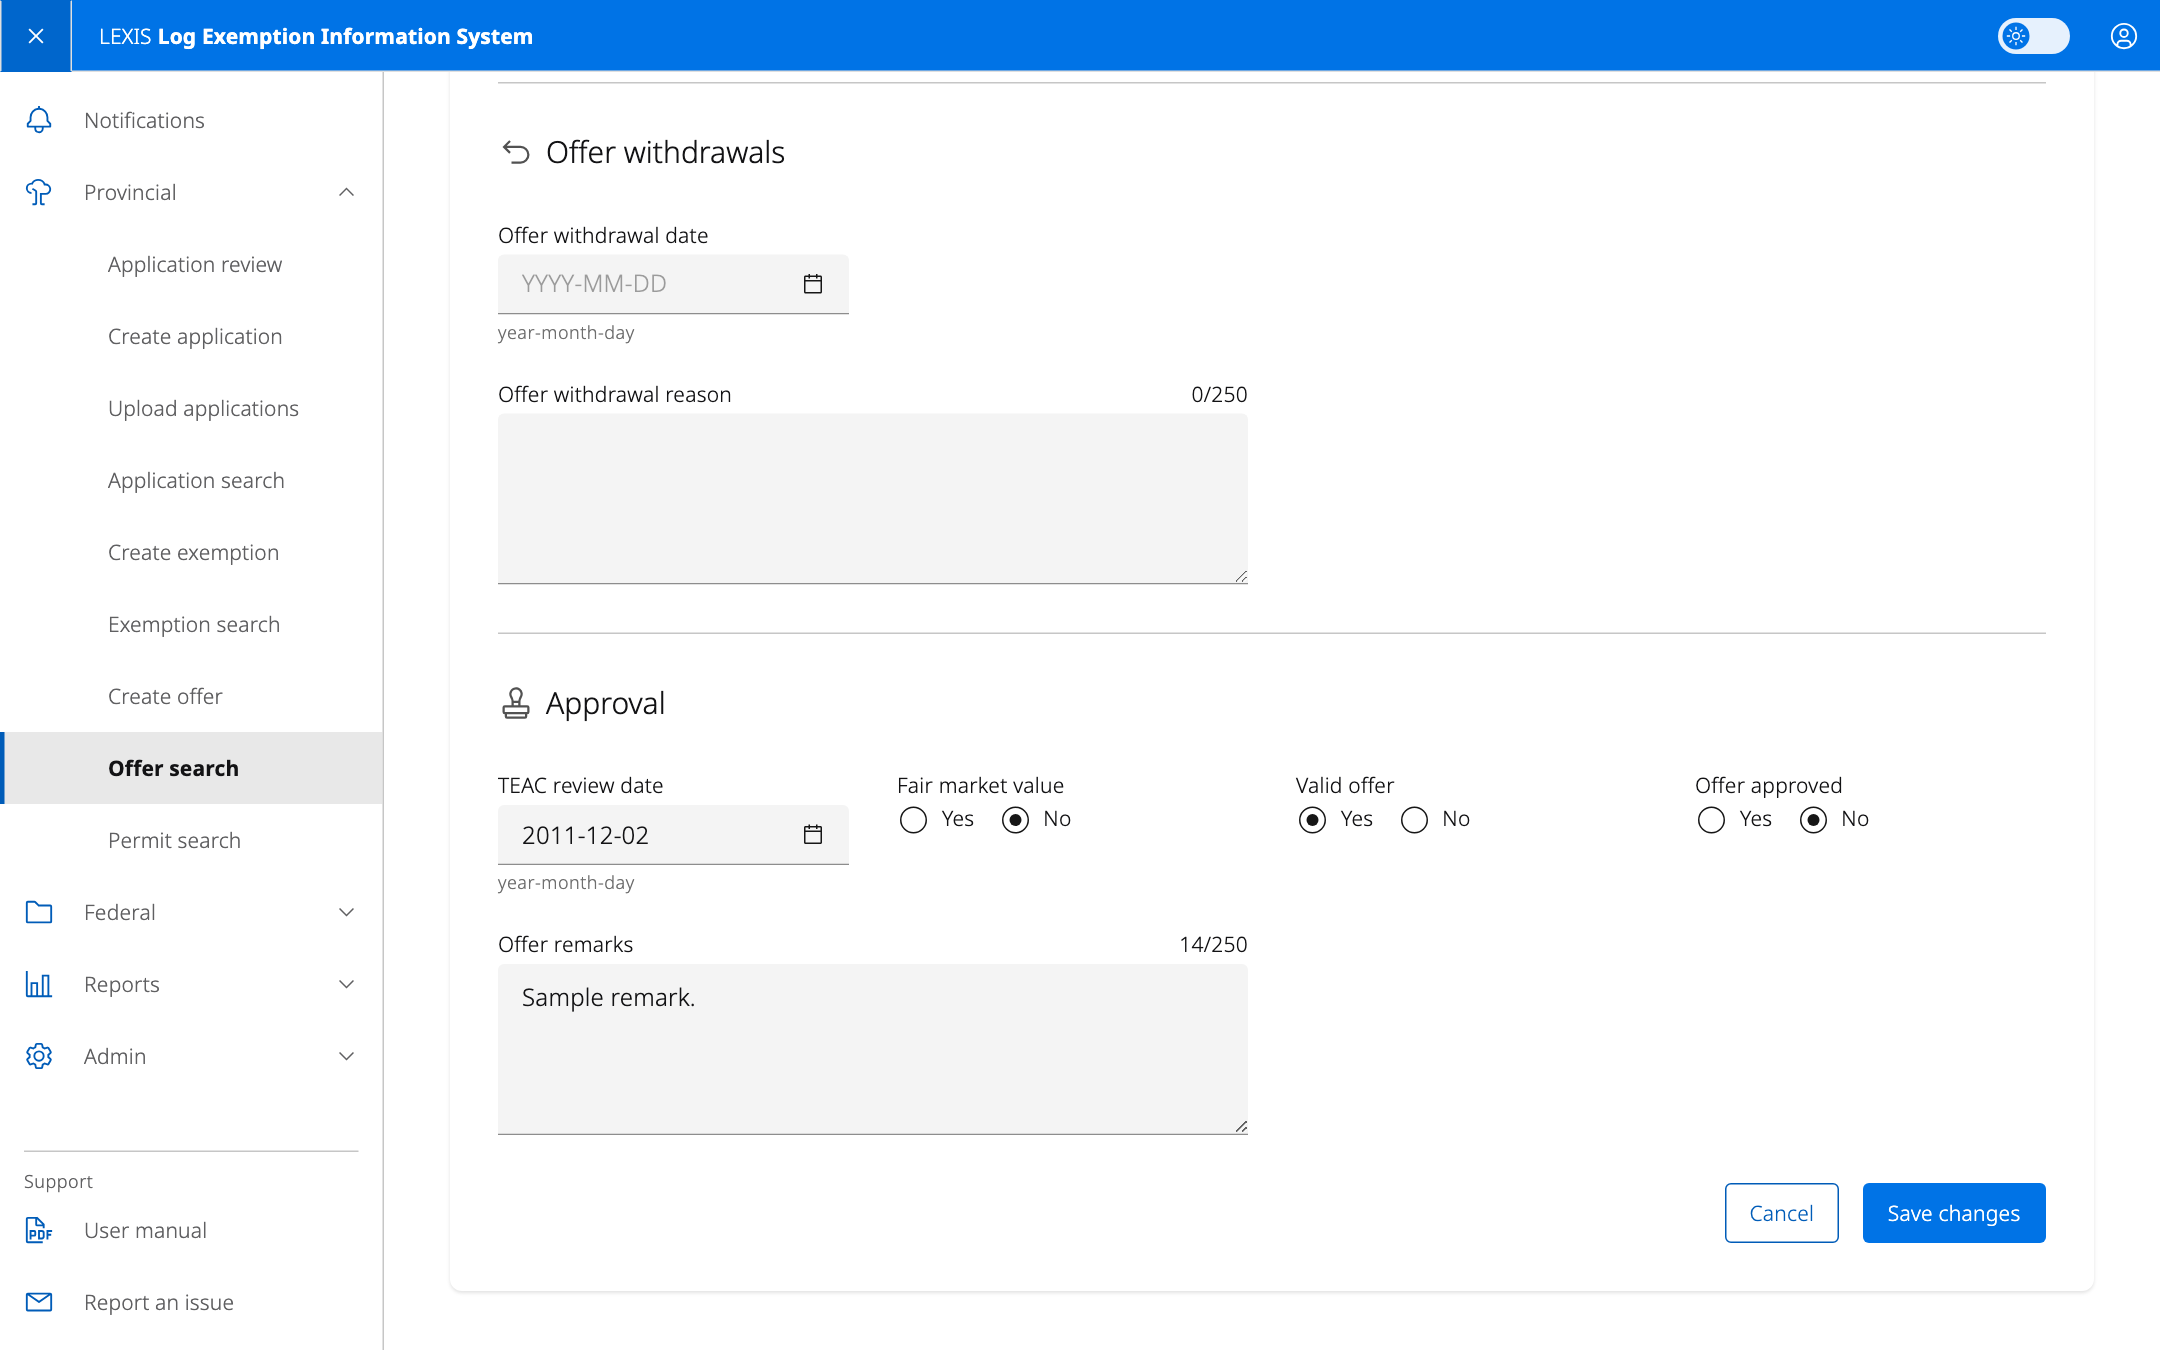 LEXIS Log Exemption Information System
Notifications
Provincial
Application review
Create application
Upload applications
Application search
Create exemption
Exemption search
Create offer
Offer search
Permit search
Federal
Reports
Admin
Support
PDF User manual
Report an issue
Offer withdrawals
Offer withdrawal date
YYYY-MM-DD
year-month-day
Offer withdrawal reason 0/250
Approval
TEAC review date Fair market value Valid offer Offer approved
2011-12-02 Yes No Yes No Yes No
year-month-day
Offer remarks 14/250
Sample remark.
Cancel Save changes